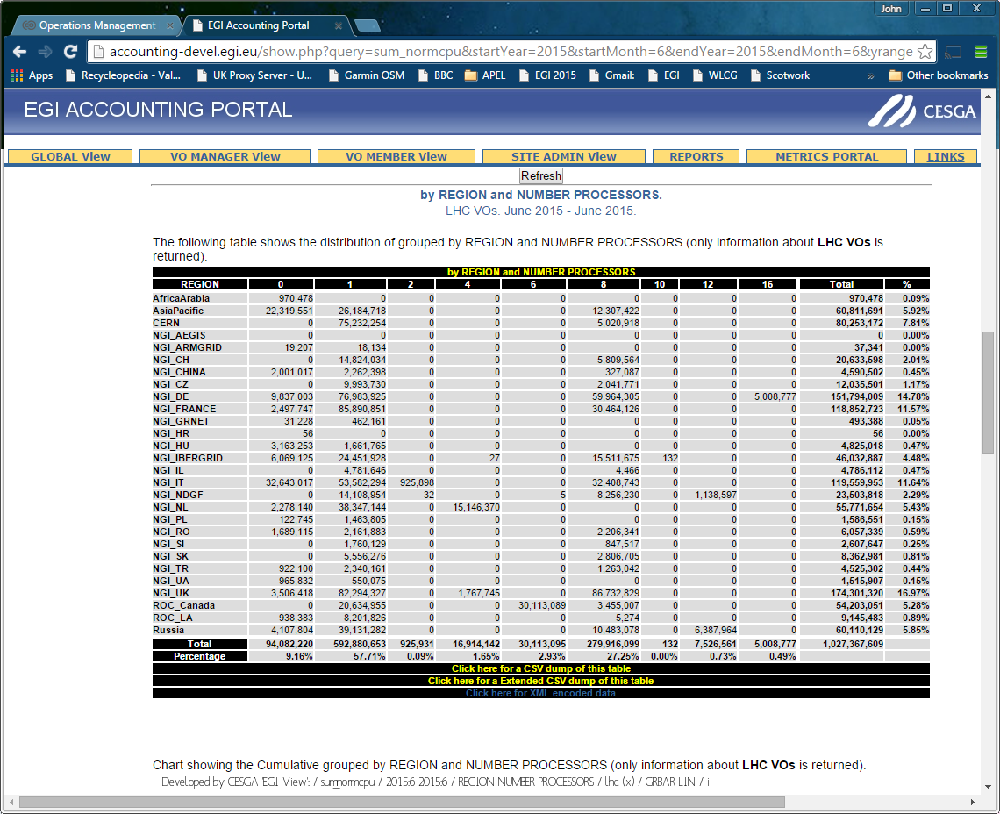 John
Operations Management
EGI Accounting Portal
accounting-devel.egi.eu/show.php?query=sum_normcpu&startYear=2015&startMonth=6&endYear=2015&endMonth=6&yrange
Apps Recycleopedia - Val... UK Proxy Server - U... Garmin OSM BBC APEL EGI 2015 Gmail: EGI WLCG Scotwork » Other bookmarks
EGI ACCOUNTING PORTAL
CESGA
GLOBAL View VO MANAGER View VO MEMBER View SITE ADMIN View REPORTS METRICS PORTAL LINKS
Refresh
by REGION and NUMBER PROCESSORS.
LHC VOs. June 2015 - June 2015.
The following table shows the distribution of grouped by REGION and NUMBER PROCESSORS (only information about LHC VOs is
returned).
by REGION and NUMBER PROCESSORS
REGION 0 1 2 4 6 8 10 12 16 Total %
AfricaArabia 970,478 0 0 0 0 0 0 0 0 970,478 0.09%
AsiaPacific 22,319,551 26,184,718 0 0 0 12,307,422 0 0 0 60,811,691 5.92%
CERN 0 75,232,254 0 0 0 5,020,918 0 0 0 80,253,172 7.81%
NGI_AEGIS 0 0 0 0 0 0 0 0 0 0 0.00%
NGI_ARMGRID 19,207 18,134 0 0 0 0 0 0 0 37,341 0.00%
NGI_CH 0 14,824,034 0 0 0 5,809,564 0 0 0 20,633,598 2.01%
NGI_CHINA 2,001,017 2,262,398 0 0 0 327,087 0 0 0 4,590,502 0.45%
NGI_CZ 0 9,993,730 0 0 0 2,041,771 0 0 0 12,035,501 1.17%
NGI_DE 9,837,003 76,983,925 0 0 0 59,964,305 0 0 5,008,777 151,794,009 14.78%
NGI_FRANCE 2,497,747 85,890,851 0 0 0 30,464,126 0 0 0 118,852,723 11.57%
NGI_GRNET 31,228 462,161 0 0 0 0 0 0 0 493,388 0.05%
NGI_HR 56 0 0 0 0 0 0 0 0 56 0.00%
NGI_HU 3,163,253 1,661,765 0 0 0 0 0 0 0 4,825,018 0.47%
NGI_IBERGRID 6,069,125 24,451,928 0 27 0 15,511,675 132 0 0 46,032,887 4.48%
NGI_IL 0 4,781,646 0 0 0 4,466 0 0 0 4,786,112 0.47%
NGI_IT 32,643,017 53,582,294 925,898 0 0 32,408,743 0 0 0 119,559,953 11.64%
NGI_NDGF 0 14,108,954 32 0 5 8,256,230 0 1,138,597 0 23,503,818 2.29%
NGI_NL 2,278,140 38,347,144 0 15,146,370 0 0 0 0 0 55,771,654 5.43%
NGI_PL 122,745 1,463,805 0 0 0 0 0 0 0 1,586,551 0.15%
NGI_RO 1,689,115 2,161,883 0 0 0 2,206,341 0 0 0 6,057,339 0.59%
NGI_SI 0 1,760,129 0 0 0 847,517 0 0 0 2,607,647 0.25%
NGI_SK 0 5,556,276 0 0 0 2,806,705 0 0 0 8,362,981 0.81%
NGI_TR 922,100 2,340,161 0 0 0 1,263,042 0 0 0 4,525,302 0.44%
NGI_UA 965,832 550,075 0 0 0 0 0 0 0 1,515,907 0.15%
NGI_UK 3,506,418 82,294,327 0 1,767,745 0 86,732,829 0 0 0 174,301,320 16.97%
ROC_Canada 0 20,634,955 0 0 30,113,089 3,455,007 0 0 0 54,203,051 5.28%
ROC_LA 938,383 8,201,826 0 0 0 5,274 0 0 0 9,145,483 0.89%
Russia 4,107,804 39,131,282 0 0 0 10,483,078 0 6,387,964 0 60,110,129 5.85%
Total 94,082,220 592,880,653 925,931 16,914,142 30,113,095 279,916,099 132 7,526,561 5,008,777 1,027,367,609
Percentage 9.16% 57.71% 0.09% 1.65% 2.93% 27.25% 0.00% 0.73% 0.49%
Click here for a CSV dump of this table
Click here for a Extended CSV dump of this table
Click here for XML encoded data
Chart showing the Cumulative grouped by REGION and NUMBER PROCESSORS (only information about LHC VOs is returned).
Developed by CESGA 'EGI View': / sumnormcpu / 2015:6-2015:6 / REGION-NUMBER PROCESSORS / lhc (x) / GRBAR-LIN / i